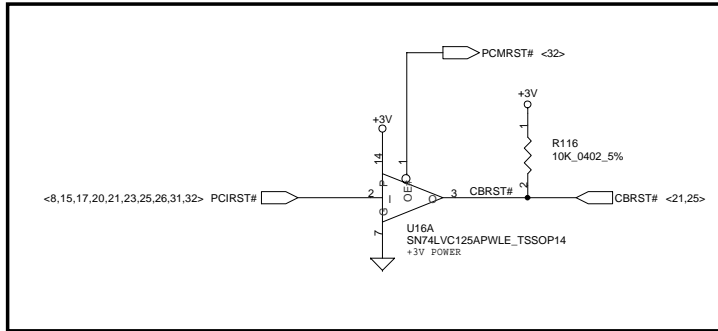 PCMRST# <32>
+3V
+3V
14
1
1
R116
10K_0402_5%
P
OE#
<8,15,17,20,21,23,25,26,31,32> PCIRST#
2
I
O
3
CBRST#
2
CBRST# <21,25>
G
7
U16A
SN74LVC125APWLE_TSSOP14
+3V POWER